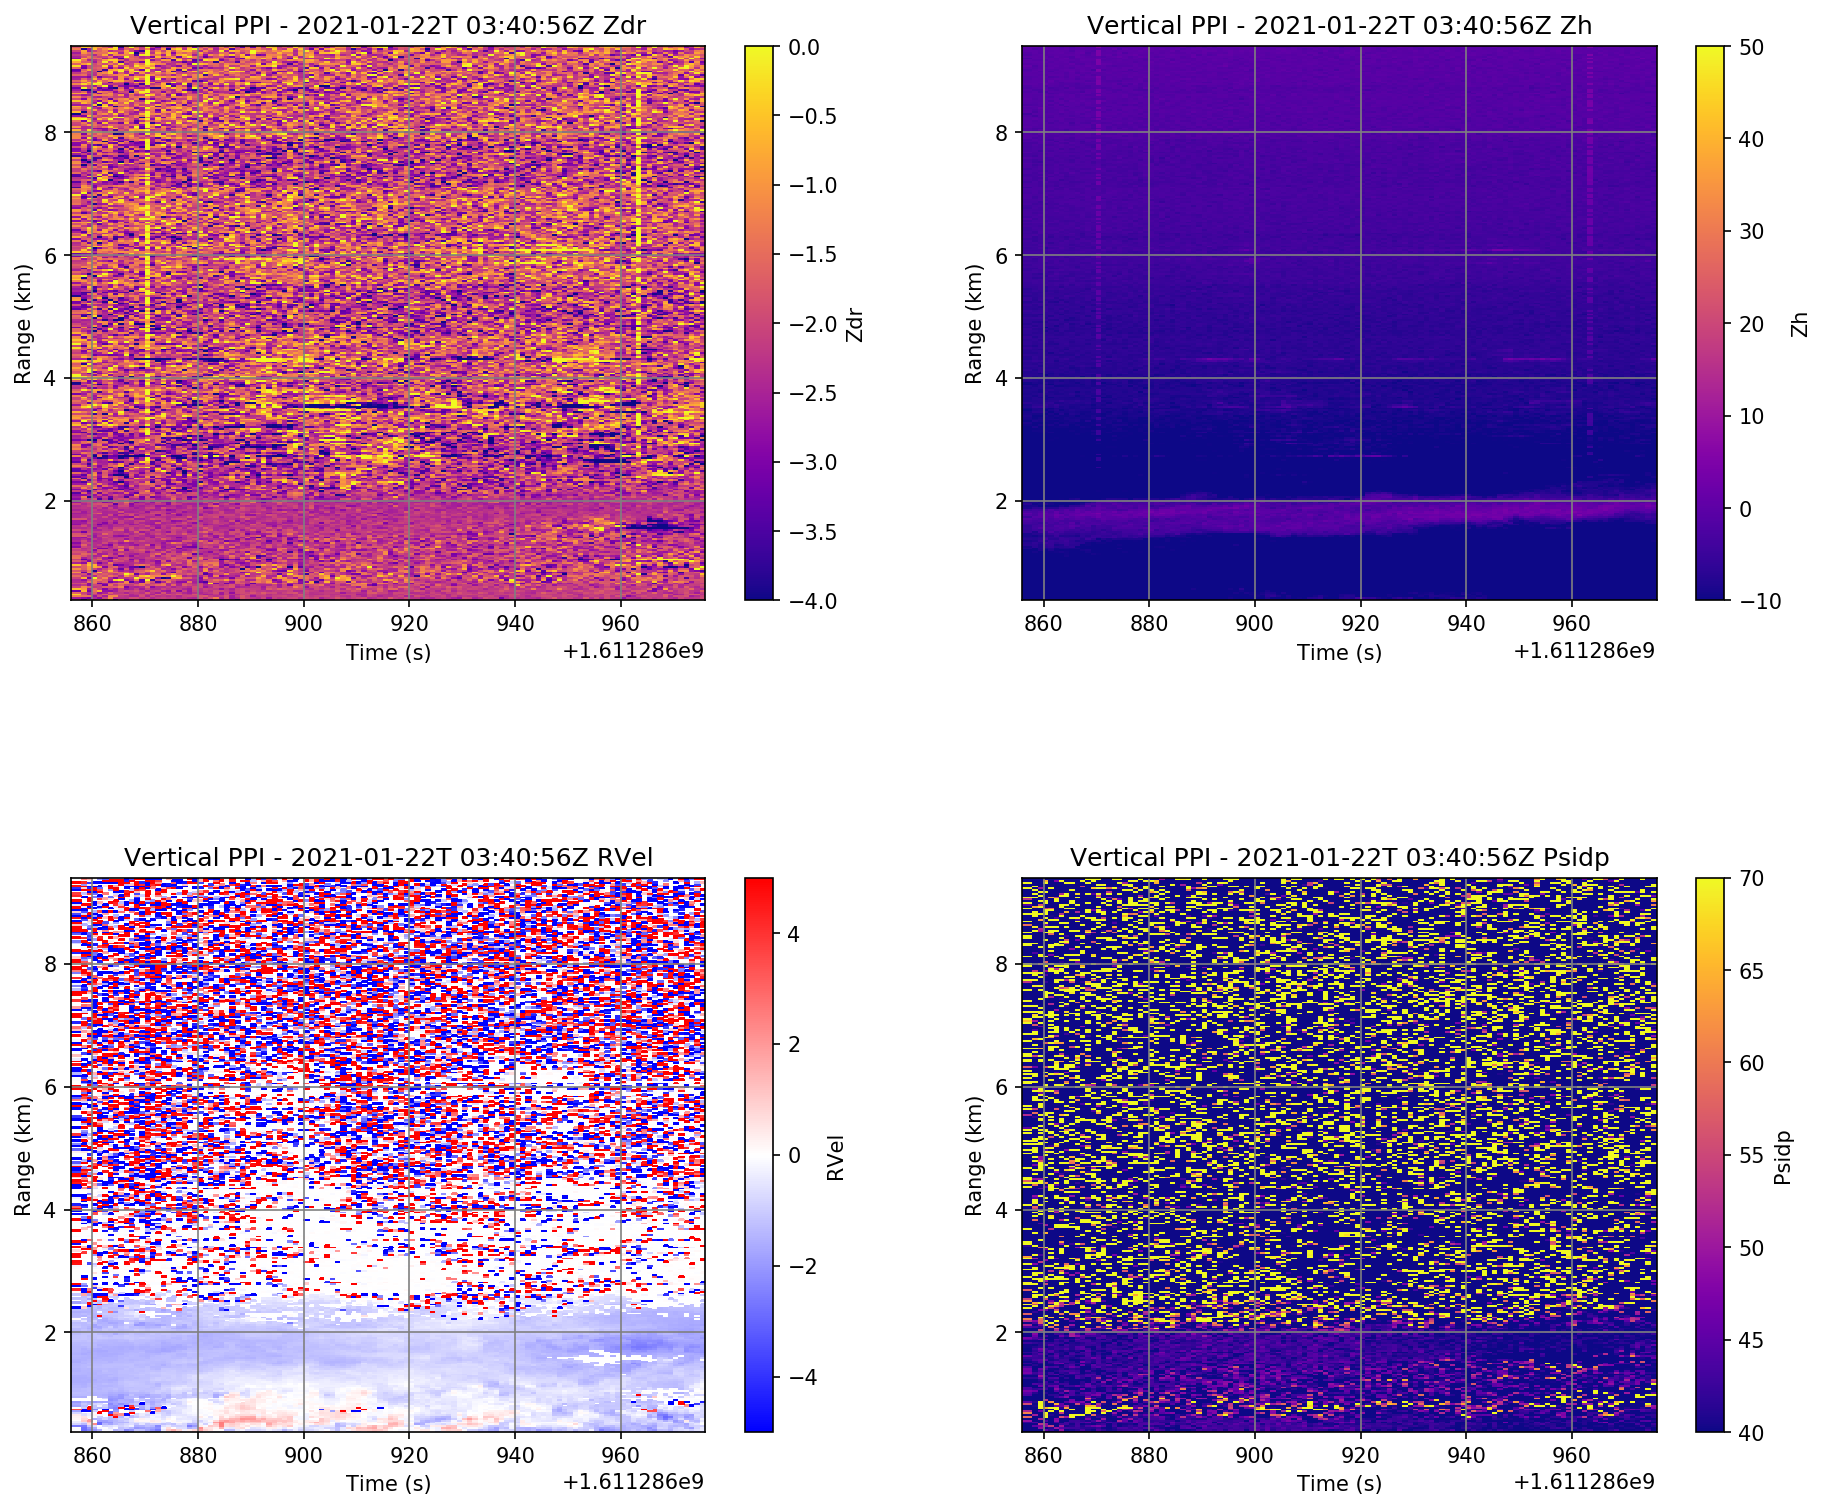 Vertical PPI - 2021-01-22T 03:40:56Z Zdr
Range (km)
8
6
4
2
860 880 900 920 940 960
Time (s)
+1.611286e9
0.0
−0.5
−1.0
−1.5
−2.0
−2.5
−3.0
−3.5
−4.0
Zdr
Vertical PPI - 2021-01-22T 03:40:56Z Zh
Range (km)
8
6
4
2
860 880 900 920 940 960
Time (s)
+1.611286e9
50
40
30
20
10
0
−10
Zh
Vertical PPI - 2021-01-22T 03:40:56Z RVel
Range (km)
8
6
4
2
860 880 900 920 940 960
Time (s)
+1.611286e9
4
2
0
−2
−4
RVel
Vertical PPI - 2021-01-22T 03:40:56Z Psidp
Range (km)
8
6
4
2
860 880 900 920 940 960
Time (s)
+1.611286e9
70
65
60
55
50
45
40
Psidp